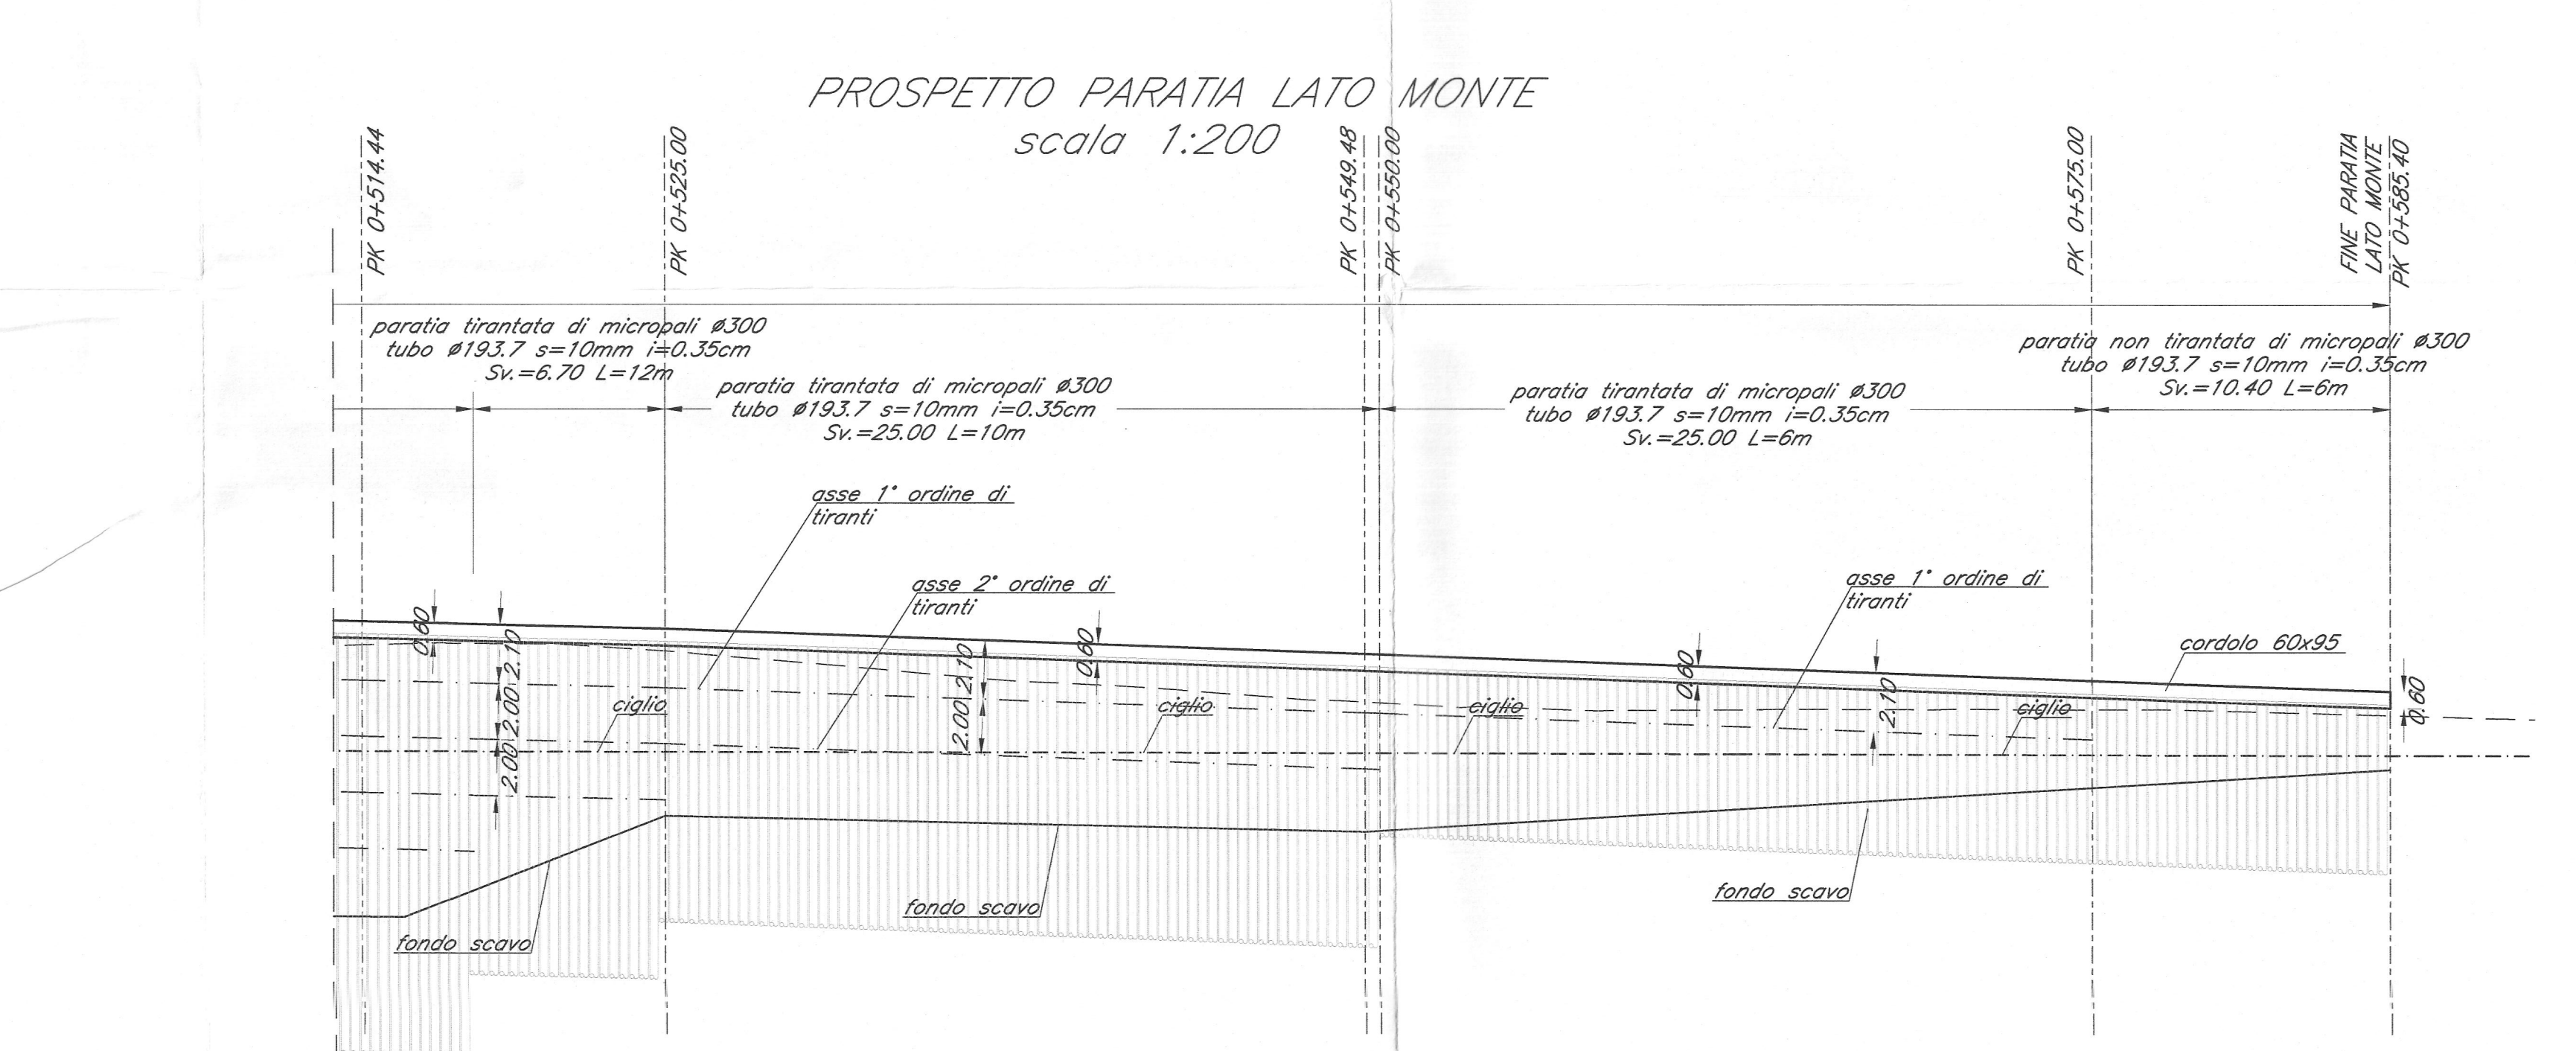 PROSPETTO PARATIA LATO MONTE
scala 1:200
PK 0+514.44
PK 0+525.00
PK 0+549.48
PK 0+550.00
PK 0+575.00
FINE PARATIA
LATO MONTE
PK 0+585.40
paratia tirantata di micropali ø300
tubo ø193.7 s=10mm i=0.35cm
Sv.=6.70 L=12m
paratia tirantata di micropali ø300
tubo ø193.7 s=10mm i=0.35cm
Sv.=25.00 L=10m
paratia tirantata di micropali ø300
tubo ø193.7 s=10mm i=0.35cm
Sv.=25.00 L=6m
paratia non tirantata di micropali ø300
tubo ø193.7 s=10mm i=0.35cm
Sv.=10.40 L=6m
asse 1° ordine di
tiranti
asse 2° ordine di
tiranti
asse 1° ordine di
tiranti
cordolo 60x95
0.60
2.10
2.00
2.00
2.10
2.00
0.60
0.60
2.10
0.60
ciglio
ciglio
ciglio
ciglio
fondo scavo
fondo scavo
fondo scavo